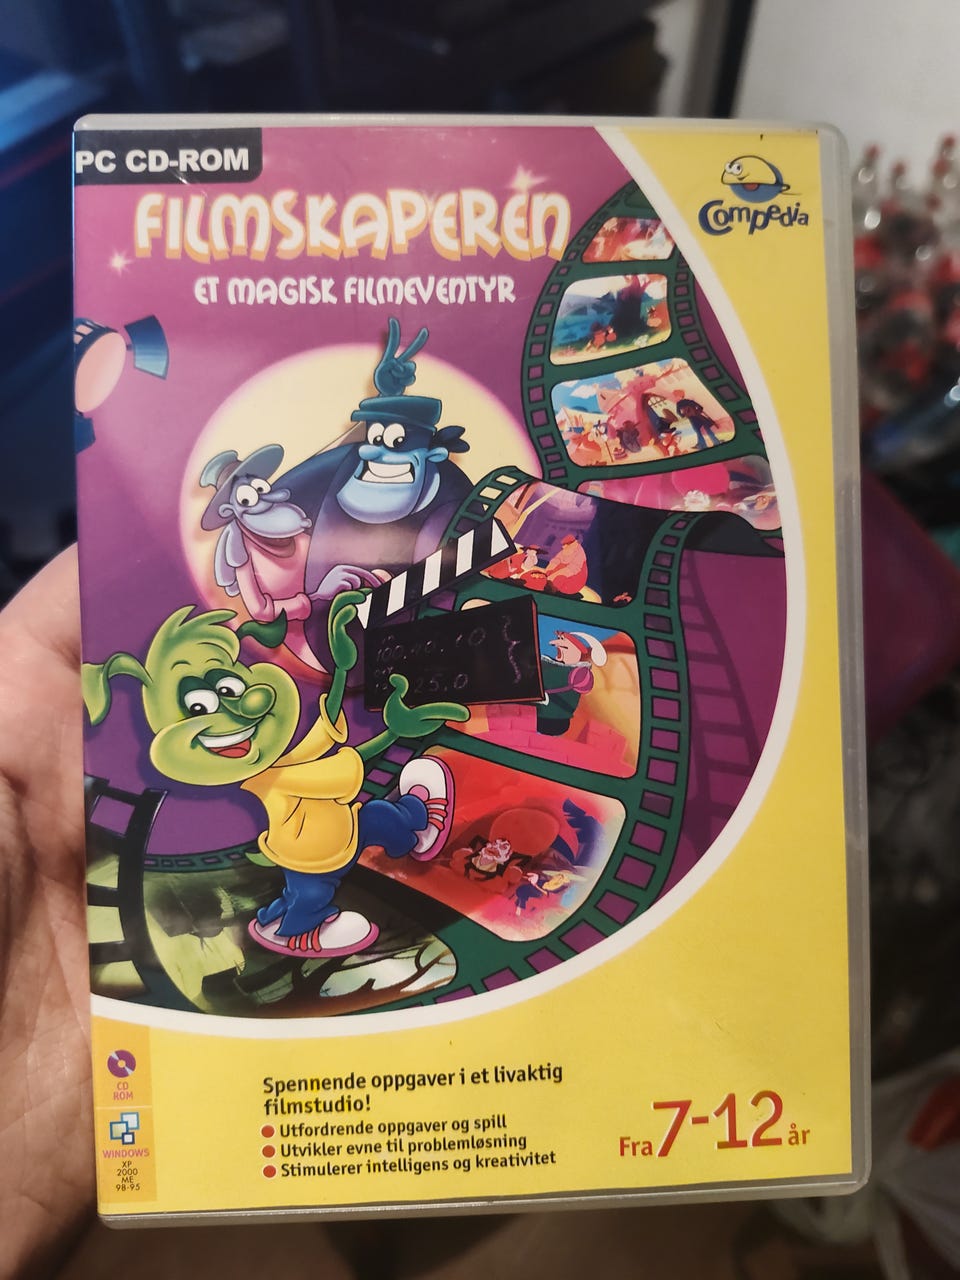 PC CD-ROM
FILMSKAPEREN
ET MAGISK FILMEVENTYR
Compedia
Spennende oppgaver i et livaktig
filmstudio!
Utfordrende oppgaver og spill
Utvikler evne til problemløsning
Stimulerer intelligens og kreativitet
Fra 7-12 år
CD
ROM
WINDOWS
XP
2000
ME
98-95